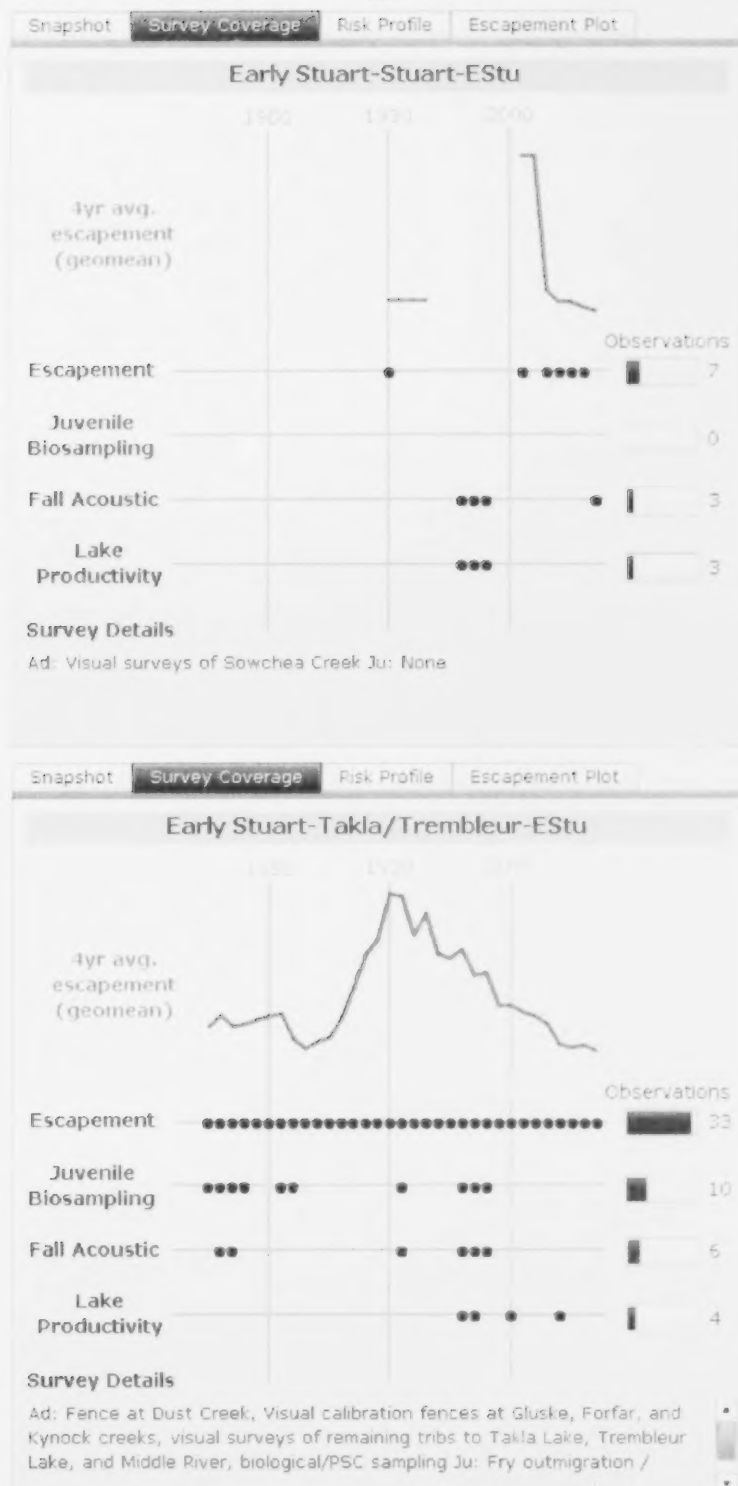 Snapshot Survey Coverage Risk Profile Escapement Plot
Early Stuart-Stuart-EStu
1980 1990 2000
4yr avg.
escapement
(geomean)
Observations
Escapement 7
Juvenile
Biosampling 0
Fall Acoustic 3
Lake
Productivity 3
Survey Details
Ad: Visual surveys of Sowchea Creek Ju: None
Snapshot Survey Coverage Risk Profile Escapement Plot
Early Stuart-Takla/Trembleur-EStu
1980 1990
4yr avg.
escapement
(geomean)
Observations
Escapement 33
Juvenile
Biosampling 10
Fall Acoustic
Lake
Productivity 4
Survey Details
Ad: Fence at Dust Creek, Visual calibration fences at Gluske, Forfar, and
Kynock creeks, visual surveys of remaining tribs to Takla Lake, Trembleur
Lake, and Middle River, biological/PSC sampling Ju: Fry outmigration /